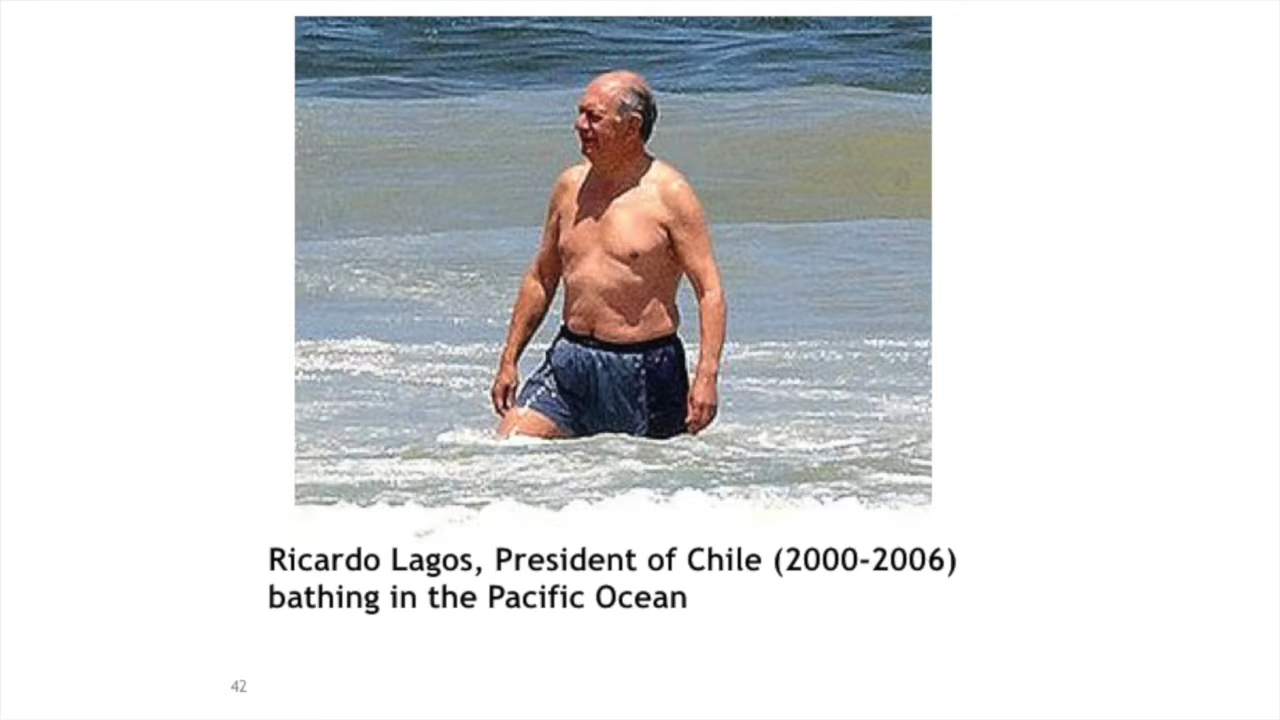 Ricardo Lagos, President of Chile (2000-2006)
bathing in the Pacific Ocean
42